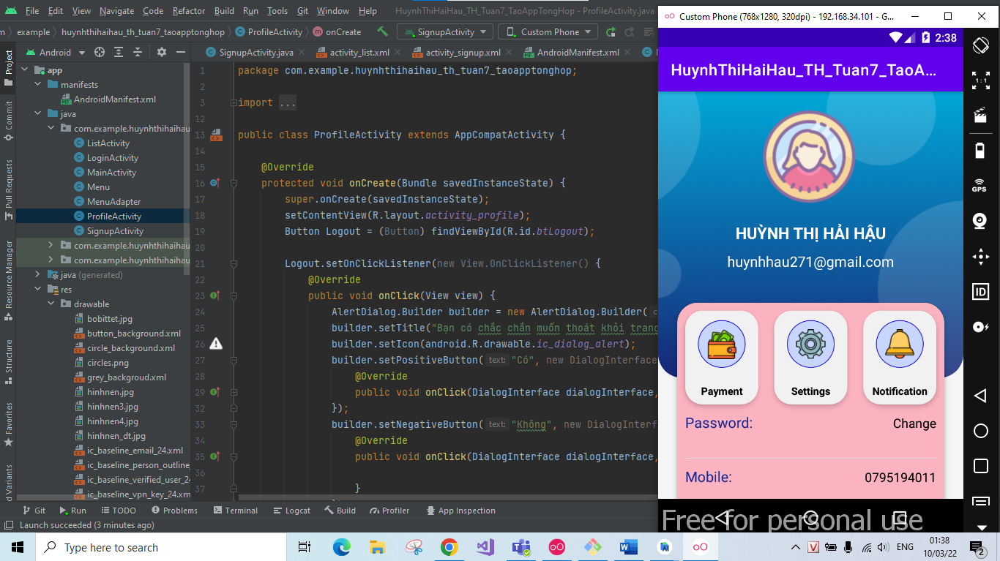 File Edit View Navigate Code Refactor Build Run Tools Git Window Help HuynhThiHaiHau_TH_Tuan7_TaoAppTongHop - ProfileActivity.java
m example huynhthihaihau_th_tuan7_taoapptonghop ProfileActivity onCreate SignupActivity Custom Phone
Android
SignupActivity.java activity_list.xml activity_signup.xml AndroidManifest.xml
Project
Commit
Pull Requests
Resource Manager
Structure
Favorites
d Variants
app
manifests
AndroidManifest.xml
java
com.example.huynhthihaihau
ListActivity
LoginActivity
MainActivity
Menu
MenuAdapter
ProfileActivity
SignupActivity
com.example.huynhthihaihau
com.example.huynhthihaihau
java (generated)
res
drawable
bobittet.jpg
button_background.xml
circle_background.xml
circles.png
grey_backgroud.xml
hinhnen.jpg
hinhnen3.jpg
hinhnen4.jpg
hinhnen_dt.jpg
ic_baseline_email_24.xml
ic_baseline_person_outline_
ic_baseline_verified_user_24
ic_baseline_vpn_key_24.xml
1 package com.example.huynhthihaihau_th_tuan7_taoapptonghop;
2
3 import ...
12
13 public class ProfileActivity extends AppCompatActivity {
14
15 @Override
16 protected void onCreate(Bundle savedInstanceState) {
17 super.onCreate(savedInstanceState);
18 setContentView(R.layout.activity_profile);
19 Button Logout = (Button) findViewById(R.id.btLogout);
20
21 Logout.setOnClickListener(new View.OnClickListener() {
22 @Override
23 public void onClick(View view) {
24 AlertDialog.Builder builder = new AlertDialog.Builder( c
25 builder.setTitle("Bạn có chắc chắn muốn thoát khỏi trang
26 builder.setIcon(android.R.drawable.ic_dialog_alert);
27 builder.setPositiveButton( text: "Có", new DialogInterface
28 @Override
29 public void onClick(DialogInterface dialogInterface,
32 });
33 builder.setNegativeButton( text: "Không", new DialogInterf
34 @Override
35 public void onClick(DialogInterface dialogInterface,
36
37 }
Git Run TODO Problems Terminal Logcat Build Profiler App Inspection
Launch succeeded (3 minutes ago)
Custom Phone (768x1280, 320dpi) - 192.168.34.101 - G...
2:38
HuynhThiHaiHau_TH_Tuan7_TaoA...
HUỲNH THỊ HẢI HẬU
huynhhau271@gmail.com
Payment Settings Notification
Password: Change
Mobile: 0795194011
Free for personal use
1:1
GPS
ID
Type here to search
ENG
01:38
10/03/22
2